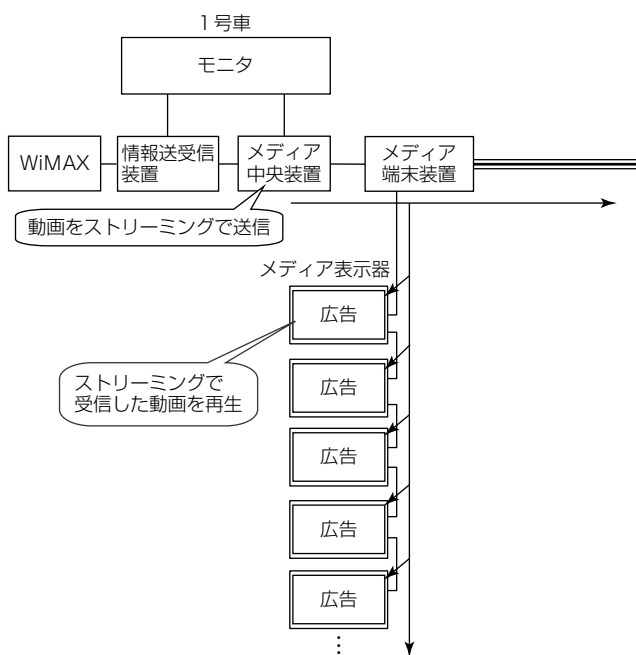 1号車
モニタ
WiMAX
情報送受信
装置
メディア
中央装置
メディア
端末装置
動画をストリーミングで送信
メディア表示器
広告
ストリーミングで
受信した動画を再生
広告
広告
広告
広告